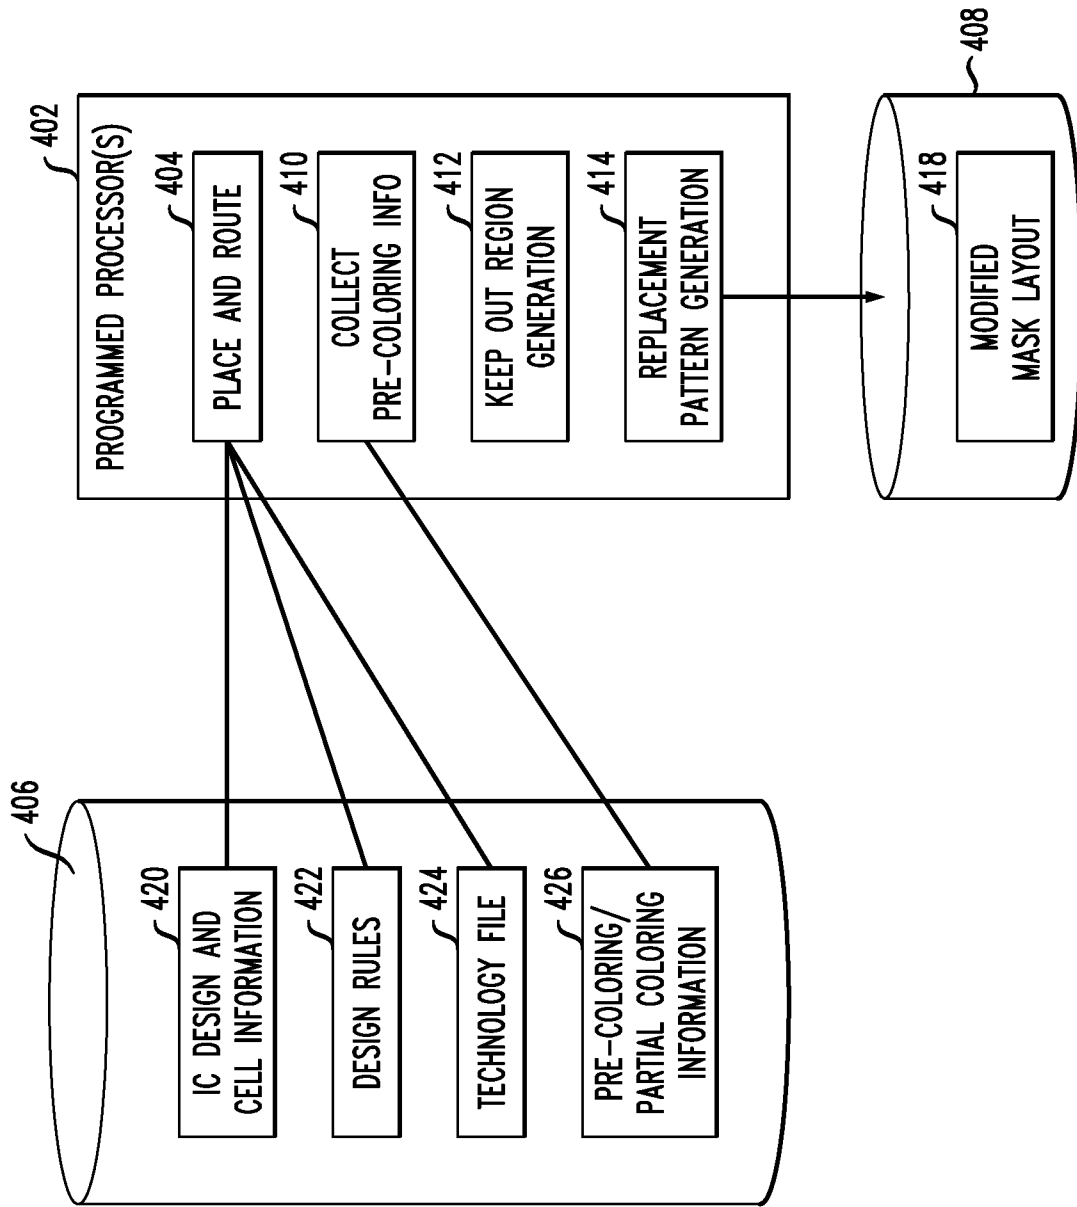 406
420
IC DESIGN AND
CELL INFORMATION
422
DESIGN RULES
424
TECHNOLOGY FILE
426
PRE-COLORING/
PARTIAL COLORING
INFORMATION
402
PROGRAMMED PROCESSOR(S)
404
PLACE AND ROUTE
410
COLLECT
PRE-COLORING INFO
412
KEEP OUT REGION
GENERATION
414
REPLACEMENT
PATTERN GENERATION
408
418
MODIFIED
MASK LAYOUT